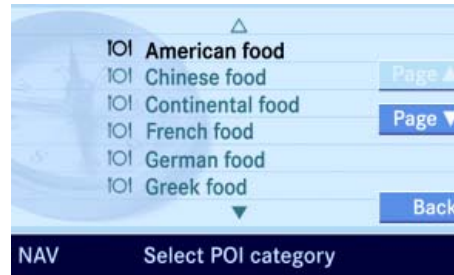 American food
Chinese food
Page
Continental food
French food
Page
German food
Greek food
Back
NAV
Select POI category